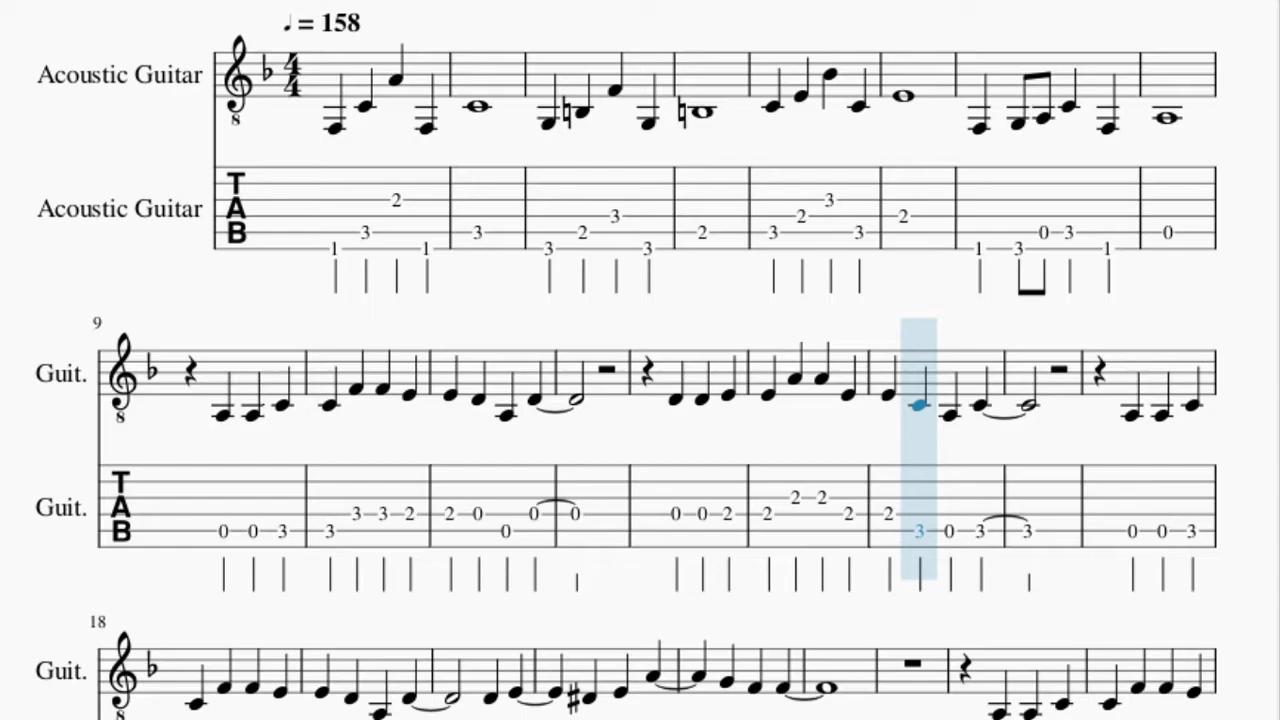 ♩ = 158
Acoustic Guitar
8
4
4
Acoustic Guitar
T
A
B
1 3 2 1 3 3 2 3 3 2 3 2 3 3 2 1 3 0 3 1 0
9
Guit.
8
Guit.
T
A
B
0 0 3 3 3 3 2 2 0 0 0 0 0 0 2 2 2 2 2 2 3 0 3 3 0 0 3
18
Guit.
8